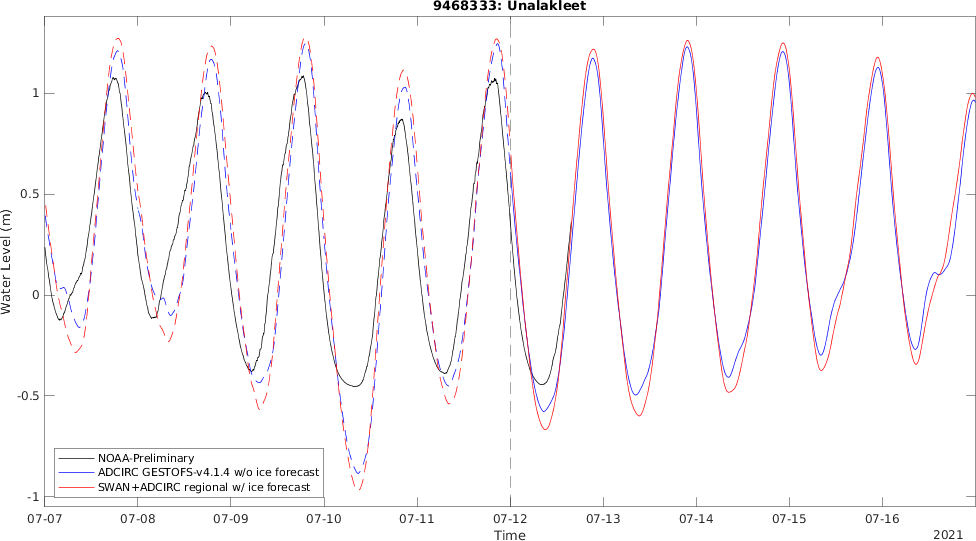 9468333: Unalakleet
Water Level (m)
1
0.5
0
-0.5
-1
NOAA-Preliminary
ADCIRC GESTOFS-v4.1.4 w/o ice forecast
SWAN+ADCIRC regional w/ ice forecast
07-07 07-08 07-09 07-10 07-11 07-12 07-13 07-14 07-15 07-16
Time
2021